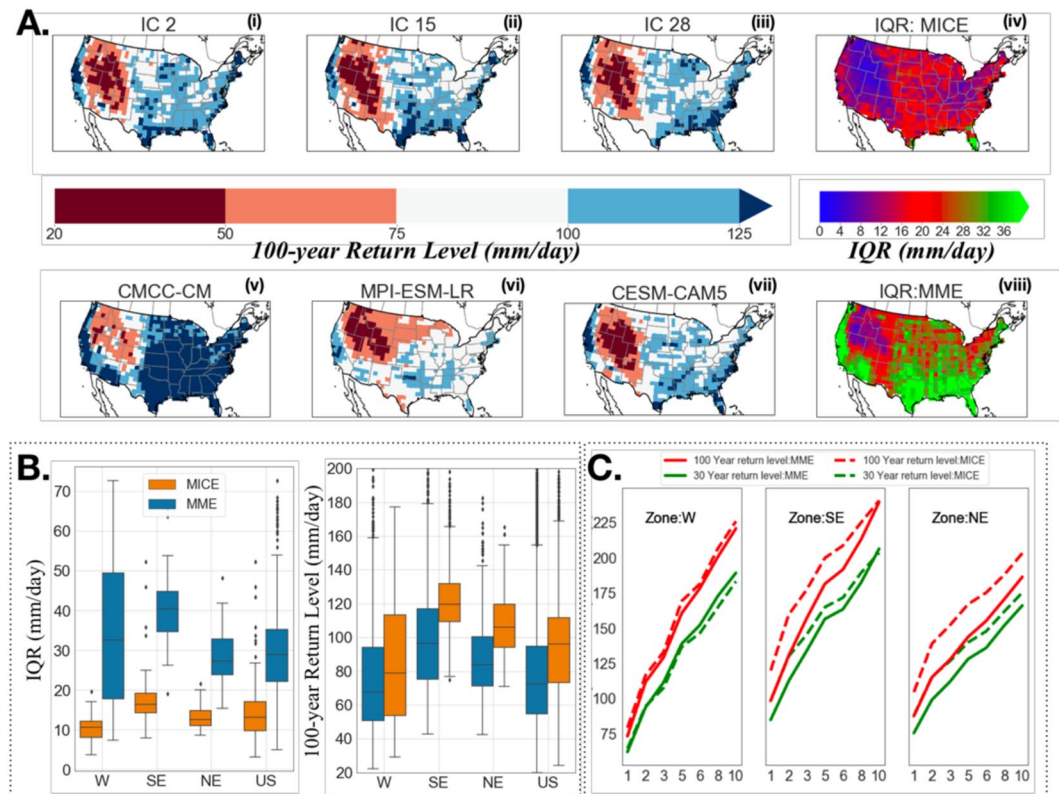 A.
IC 2 (i)
IC 15 (ii)
IC 28 (iii)
IQR: MICE (iv)
20 50 75 100 125
100-year Return Level (mm/day)
0 4 8 12 16 20 24 28 32 36
IQR (mm/day)
CMCC-CM (v)
MPI-ESM-LR (vi)
CESM-CAM5 (vii)
IQR:MME (viii)
B.
IQR (mm/day)
70
60
50
40
30
20
10
0
MICE
MME
W SE NE US
100-year Return Level (mm/day)
200
180
160
140
120
100
80
60
40
20
W SE NE US
C.
100 Year return level:MME
100 Year return level:MICE
30 Year return level:MME
30 Year return level:MICE
Zone:W
Zone:SE
Zone:NE
225
200
175
150
125
100
75
1 2 3 5 6 8 10
1 2 3 5 6 8 10
1 2 3 5 6 8 10